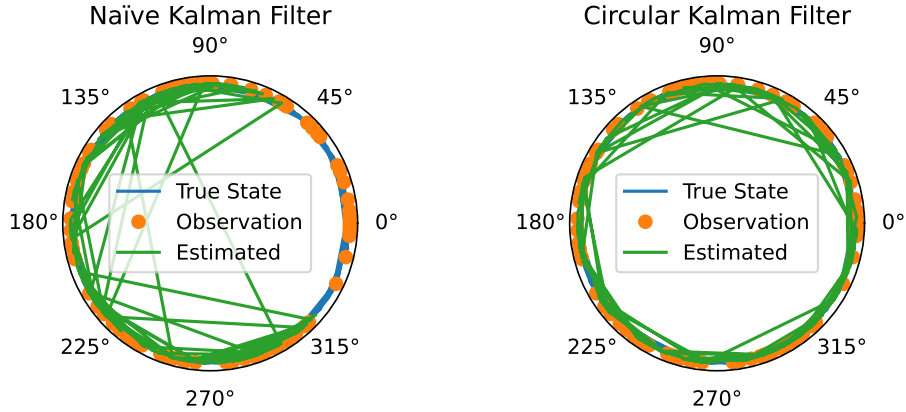 Naïve Kalman Filter
90°
135°
45°
180°
0°
225°
315°
270°
True State
Observation
Estimated
Circular Kalman Filter
90°
135°
45°
180°
0°
225°
315°
270°
True State
Observation
Estimated